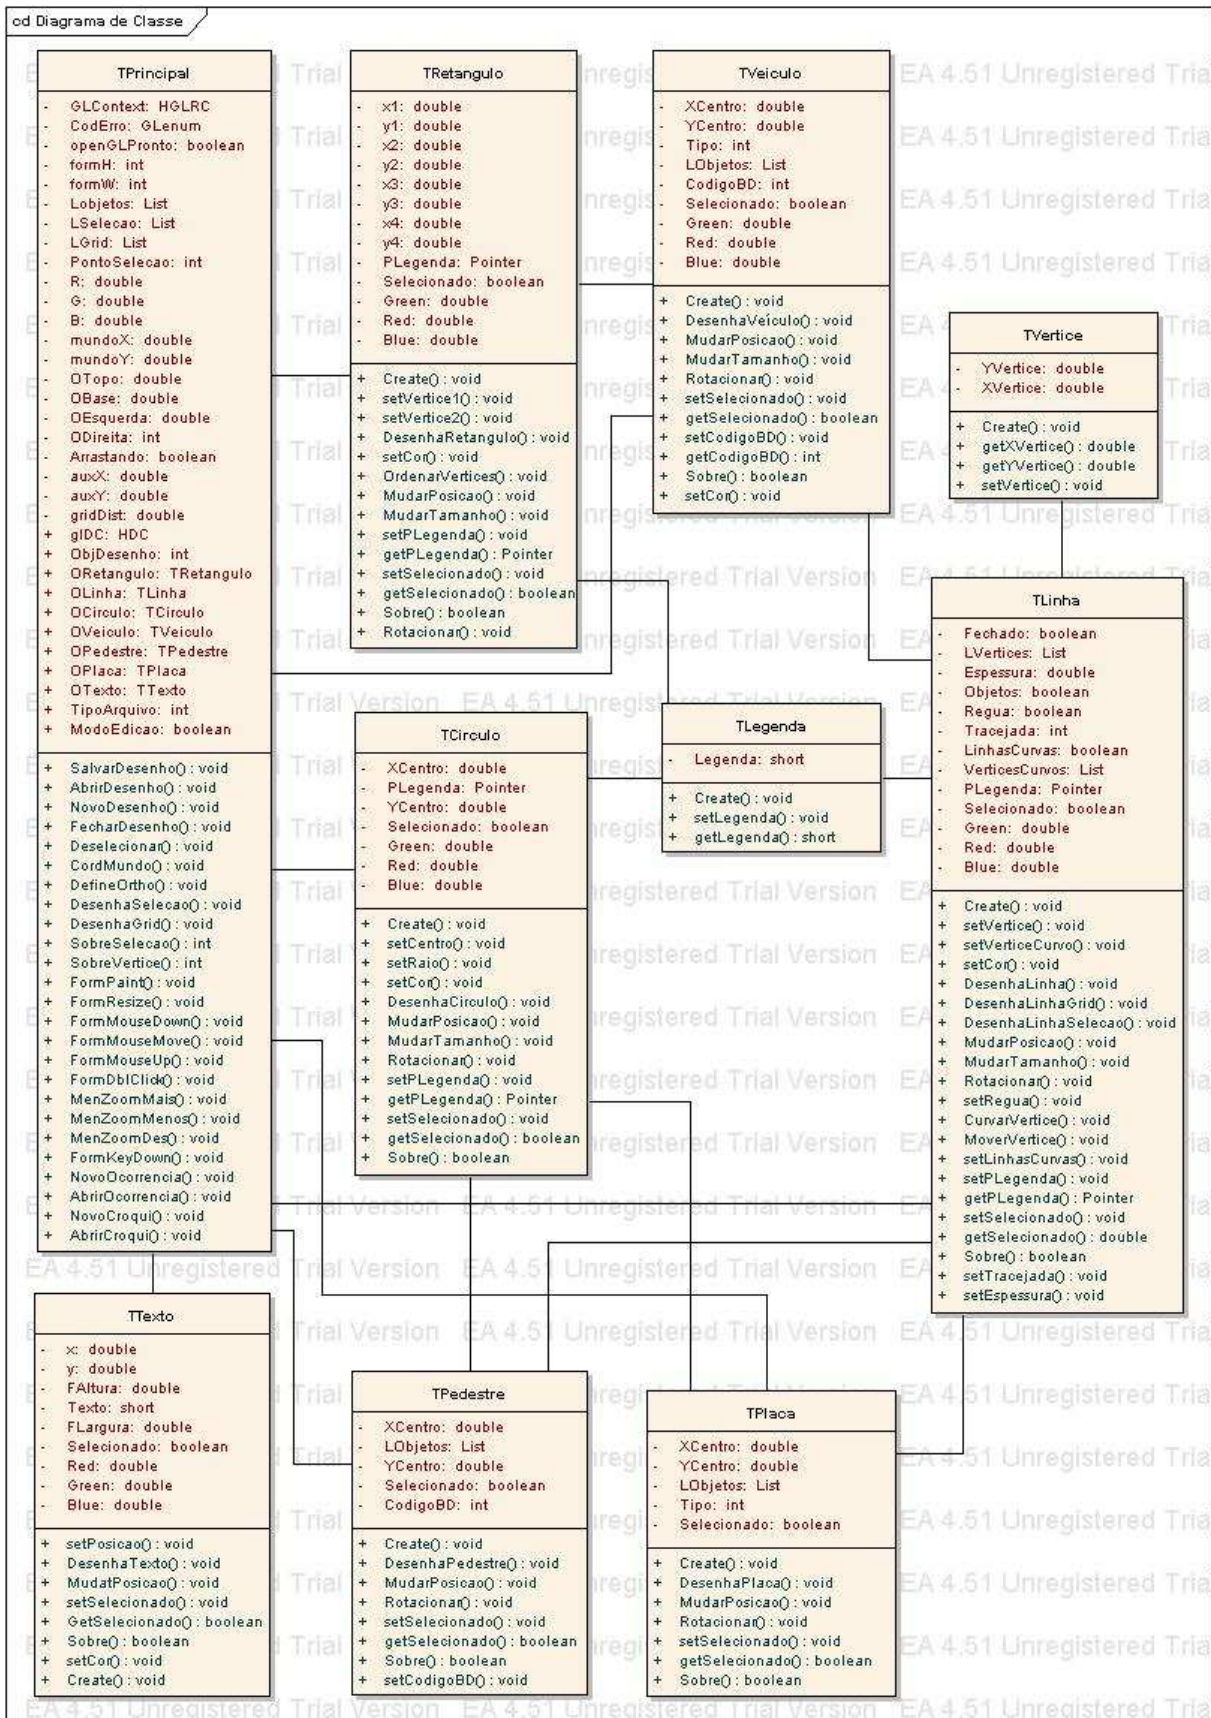 cd Diagrama de Classe
TPrincipal
- GLContext: HGLRC
- CodErro: GLenum
- openGLPronto: boolean
- formH: int
- formW: int
- Lobjetos: List
- LSelecao: List
- LGrid: List
- PontoSelecao: int
- R: double
- G: double
- B: double
- mundoX: double
- mundoY: double
- OTopo: double
- OBase: double
- OEsquerda: double
- ODireita: int
- Arrastando: boolean
- auxX: double
- auxY: double
- gridDist: double
+ glDC: HDC
+ ObjDesenho: int
+ ORetangulo: TRetangulo
+ OLinha: TLinha
+ OCirculo: TCirculo
+ OVeiculo: TVeiculo
+ OPedestre: TPedestre
+ OPlaca: TPlaca
+ OTexto: TTexto
+ TipoArquivo: int
+ ModoEdicao: boolean
+ SalvarDesenho() : void
+ AbrirDesenho() : void
+ NovoDesenho() : void
+ FecharDesenho() : void
+ Deselecionar() : void
+ CordMundo() : void
+ DefineOrtho() : void
+ DesenhaSelecao() : void
+ DesenhaGrid() : void
+ SobreSelecao() : int
+ SobreVertice() : int
+ FormPaint() : void
+ FormResize() : void
+ FormMouseDown() : void
+ FormMouseMove() : void
+ FormMouseUp() : void
+ FormDblClick() : void
+ MenZoomMais() : void
+ MenZoomMenos() : void
+ MenZoomDes() : void
+ FormKeyDown() : void
+ NovoOcorrencia() : void
+ AbrirOcorrencia() : void
+ NovoCroqui() : void
+ AbrirCroqui() : void
TRetangulo
- x1: double
- y1: double
- x2: double
- y2: double
- x3: double
- y3: double
- x4: double
- y4: double
- PLegenda: Pointer
- Selecionado: boolean
- Green: double
- Red: double
- Blue: double
+ Create() : void
+ setVertice1() : void
+ setVertice2() : void
+ DesenhaRetangulo() : void
+ setCor() : void
+ OrdenarVertices() : void
+ MudarPosicao() : void
+ MudarTamanho() : void
+ setPLegenda() : void
+ getPLegenda() : Pointer
+ setSelecionado() : void
+ getSelecionado() : boolean
+ Sobre() : boolean
+ Rotacionar() : void
TVeiculo
- XCentro: double
- YCentro: double
- Tipo: int
- LObjetos: List
- CodigoBD: int
- Selecionado: boolean
- Green: double
- Red: double
- Blue: double
+ Create() : void
+ DesenhaVeículo() : void
+ MudarPosicao() : void
+ MudarTamanho() : void
+ Rotacionar() : void
+ setSelecionado() : void
+ getSelecionado() : boolean
+ setCodigoBD() : void
+ getCodigoBD() : int
+ Sobre() : boolean
+ setCor() : void
TVertice
- YVertice: double
- XVertice: double
+ Create() : void
+ getXVertice() : double
+ getYVertice() : double
+ setVertice() : void
TLinha
- Fechado: boolean
- LVertices: List
- Espessura: double
- Objetos: boolean
- Regua: boolean
- Tracejada: int
- LinhasCurvas: boolean
- VerticesCurvos: List
- PLegenda: Pointer
- Selecionado: boolean
- Green: double
- Red: double
- Blue: double
+ Create() : void
+ setVertice() : void
+ setVerticeCurvo() : void
+ setCor() : void
+ DesenhaLinha() : void
+ DesenhaLinhaGrid() : void
+ DesenhaLinhaSelecao() : void
+ MudarPosicao() : void
+ MudarTamanho() : void
+ Rotacionar() : void
+ setRegua() : void
+ CurvarVertice() : void
+ MoverVertice() : void
+ setLinhasCurvas() : void
+ setPLegenda() : void
+ getPLegenda() : Pointer
+ setSelecionado() : void
+ getSelecionado() : double
+ Sobre() : boolean
+ setTracejada() : void
+ setEspessura() : void
TLegenda
- Legenda: short
+ Create() : void
+ setLegenda() : void
+ getLegenda() : short
TCirculo
- XCentro: double
- PLegenda: Pointer
- YCentro: double
- Selecionado: boolean
- Green: double
- Red: double
- Blue: double
+ Create() : void
+ setCentro() : void
+ setRaio() : void
+ setCor() : void
+ DesenhaCirculo() : void
+ MudarPosicao() : void
+ MudarTamanho() : void
+ Rotacionar() : void
+ setPLegenda() : void
+ getPLegenda() : Pointer
+ setSelecionado() : void
+ getSelecionado() : boolean
+ Sobre() : boolean
TTexto
- x: double
- y: double
- FAltura: double
- Texto: short
- FLargura: double
- Selecionado: boolean
- Red: double
- Green: double
- Blue: double
+ setPosicao() : void
+ DesenhaTexto() : void
+ MudatPosicao() : void
+ setSelecionado() : void
+ GetSelecionado() : boolean
+ Sobre() : boolean
+ setCor() : void
+ Create() : void
TPedestre
- XCentro: double
- LObjetos: List
- YCentro: double
- Selecionado: boolean
- CodigoBD: int
+ Create() : void
+ DesenhaPedestre() : void
+ MudarPosicao() : void
+ Rotacionar() : void
+ setSelecionado() : void
+ getSelecionado() : boolean
+ Sobre() : boolean
+ setCodigoBD() : void
TPlaca
- XCentro: double
- YCentro: double
- LObjetos: List
- Tipo: int
- Selecionado: boolean
+ Create() : void
+ DesenhaPlaca() : void
+ MudarPosicao() : void
+ Rotacionar() : void
+ setSelecionado() : void
+ getSelecionado() : boolean
+ Sobre() : boolean
EA 4.51 Unregistered Trial Version EA 4.51 Unregistered Trial Version